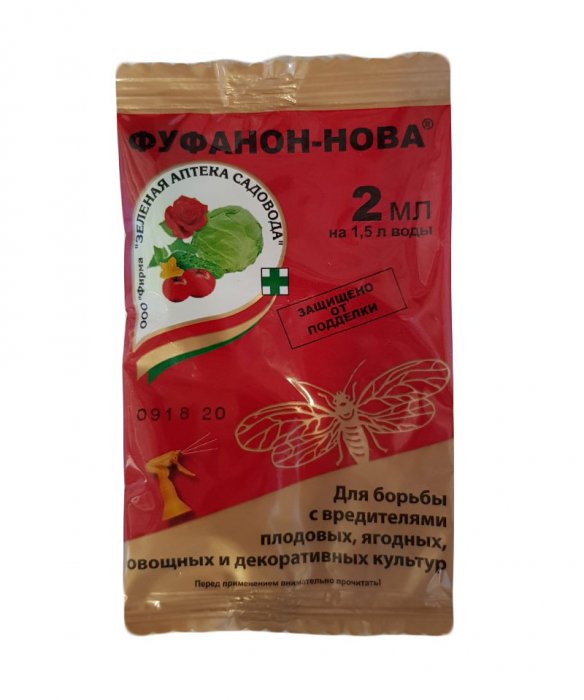 ФУФАНОН-НОВА®
ООО "Фирма "ЗЕЛЕНАЯ АПТЕКА САДОВОДА"
2 мл
на 1,5 л воды
ЗАЩИЩЕНО
ОТ
ПОДДЕЛКИ
0918 20
Для борьбы
с вредителями
плодовых, ягодных,
овощных и декоративных культур
Перед применением внимательно прочитать!